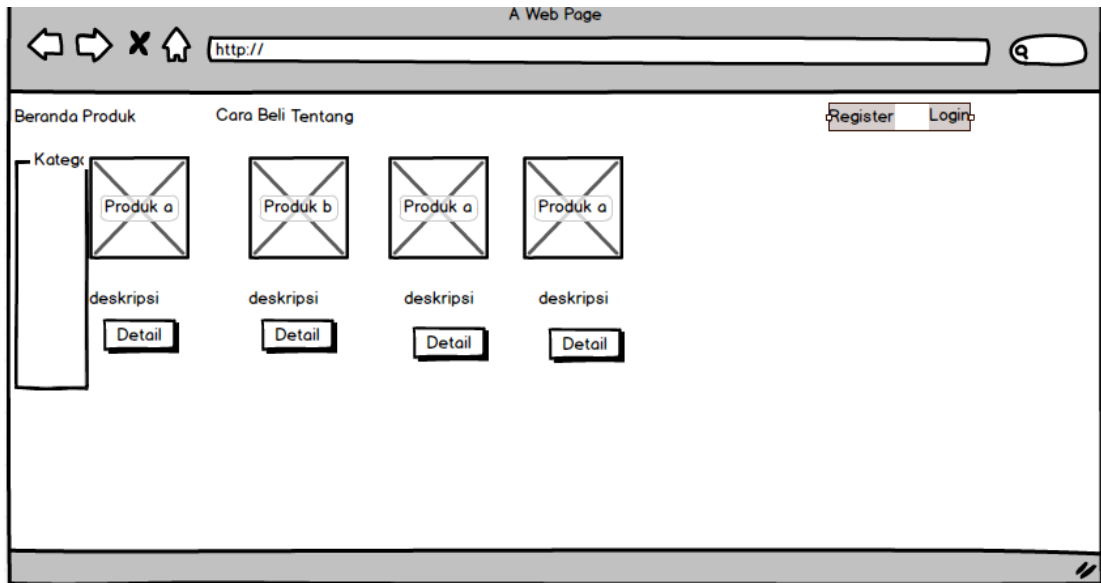 A Web Page
http://
Beranda Produk Cara Beli Tentang Register Login
Katego
Produk a Produk b Produk a Produk a
deskripsi deskripsi deskripsi deskripsi
Detail Detail Detail Detail